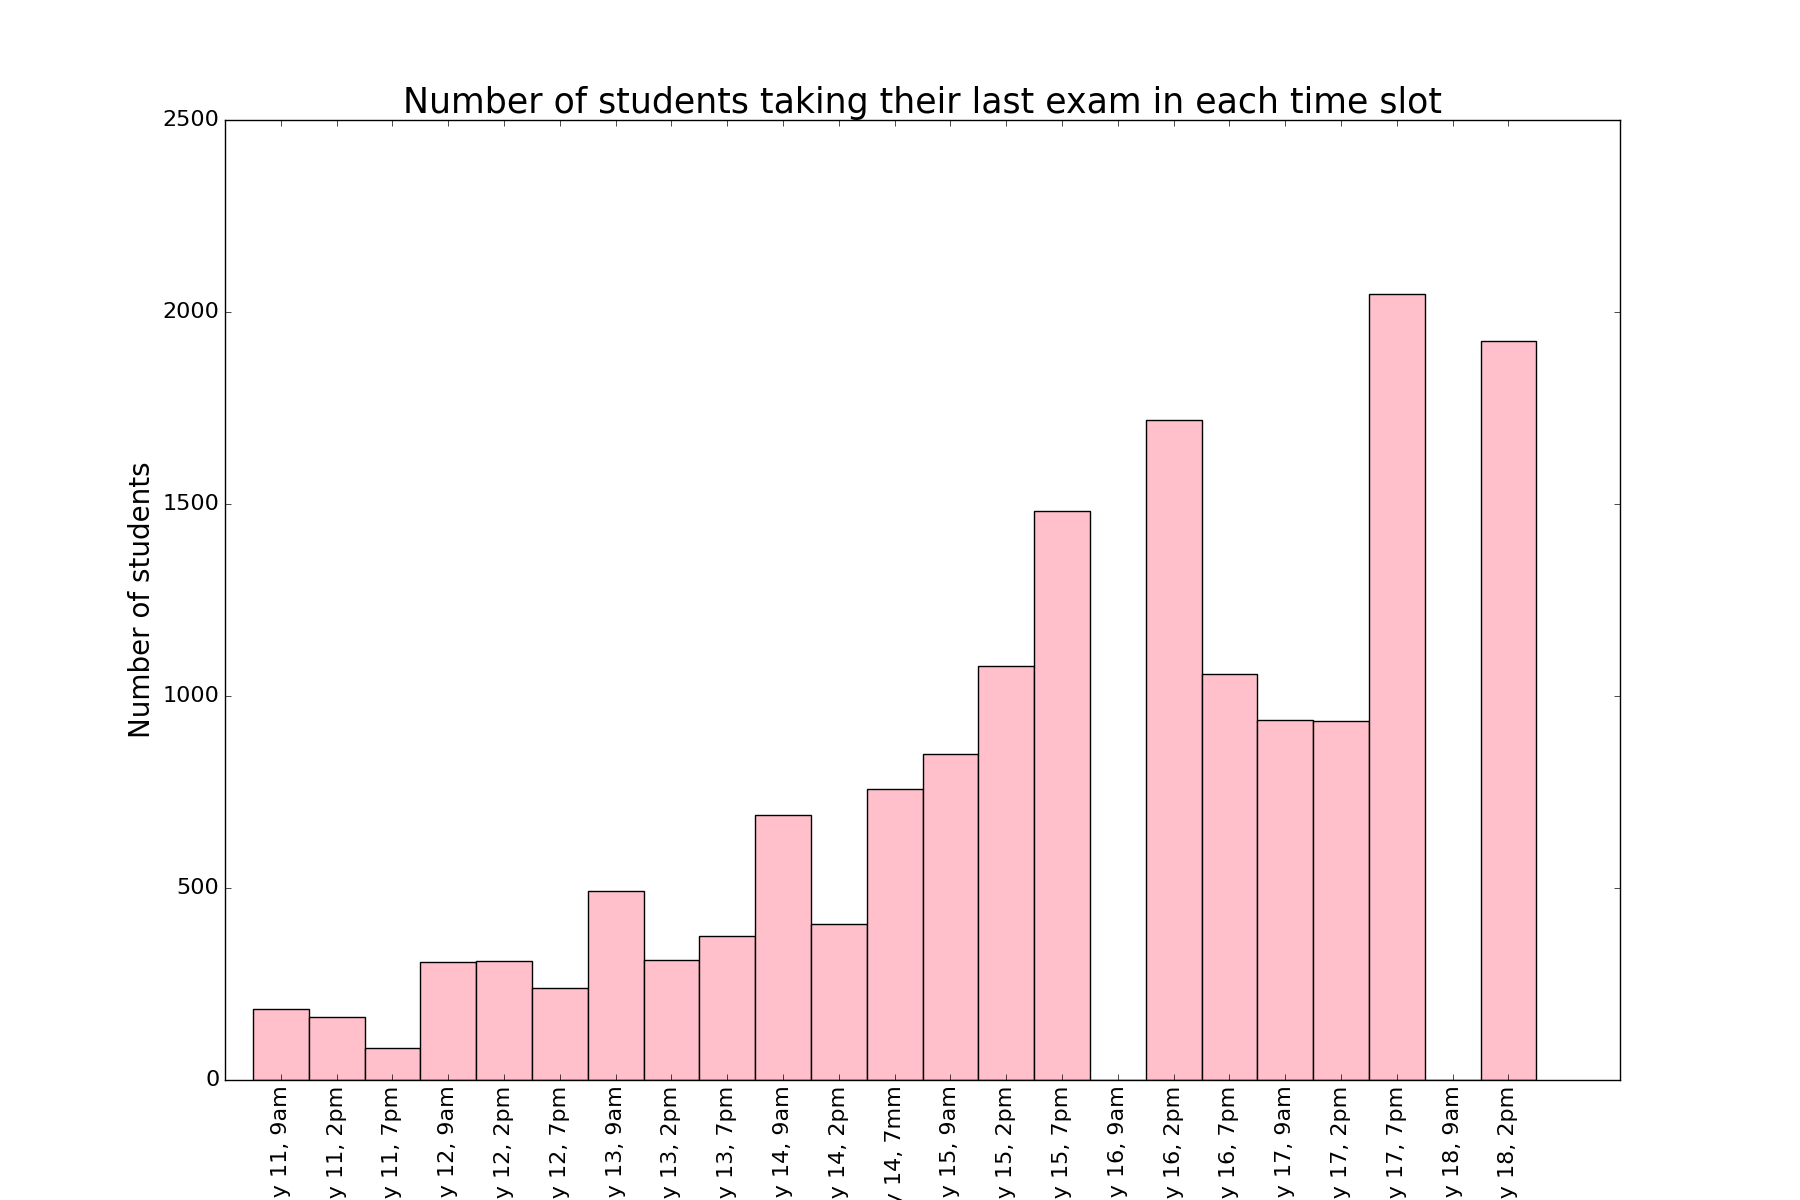 Number of students taking their last exam in each time slot
2500
2000
1500
1000
500
0
Number of students
y 11, 9am
y 11, 2pm
y 11, 7pm
y 12, 9am
y 12, 2pm
y 12, 7pm
y 13, 9am
y 13, 2pm
y 13, 7pm
y 14, 9am
y 14, 2pm
y 14, 7mm
y 15, 9am
y 15, 2pm
y 15, 7pm
y 16, 9am
y 16, 2pm
y 16, 7pm
y 17, 9am
y 17, 2pm
y 17, 7pm
y 18, 9am
y 18, 2pm